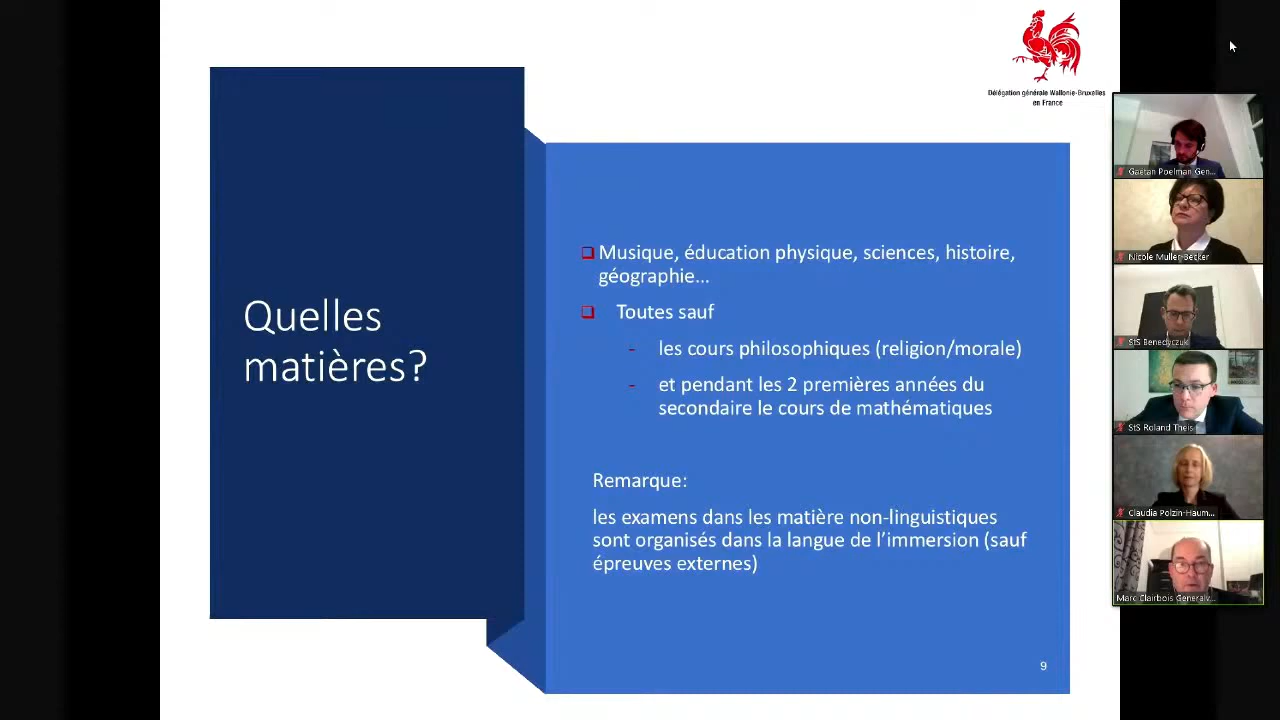 Délégation générale Wallonie-Bruxelles
en France
Quelles
matières?
Musique, éducation physique, sciences, histoire,
géographie...
Toutes sauf
- les cours philosophiques (religion/morale)
- et pendant les 2 premières années du
secondaire le cours de mathématiques
Remarque:
les examens dans les matière non-linguistiques
sont organisés dans la langue de l'immersion (sauf
épreuves externes)
9
Gaëtan Poelman Gen...
Nicole Muller-Becker
StS Benedyczuk
StS Roland Theis
Claudia Polzin-Haum...
Marc Clairbois Generalv...